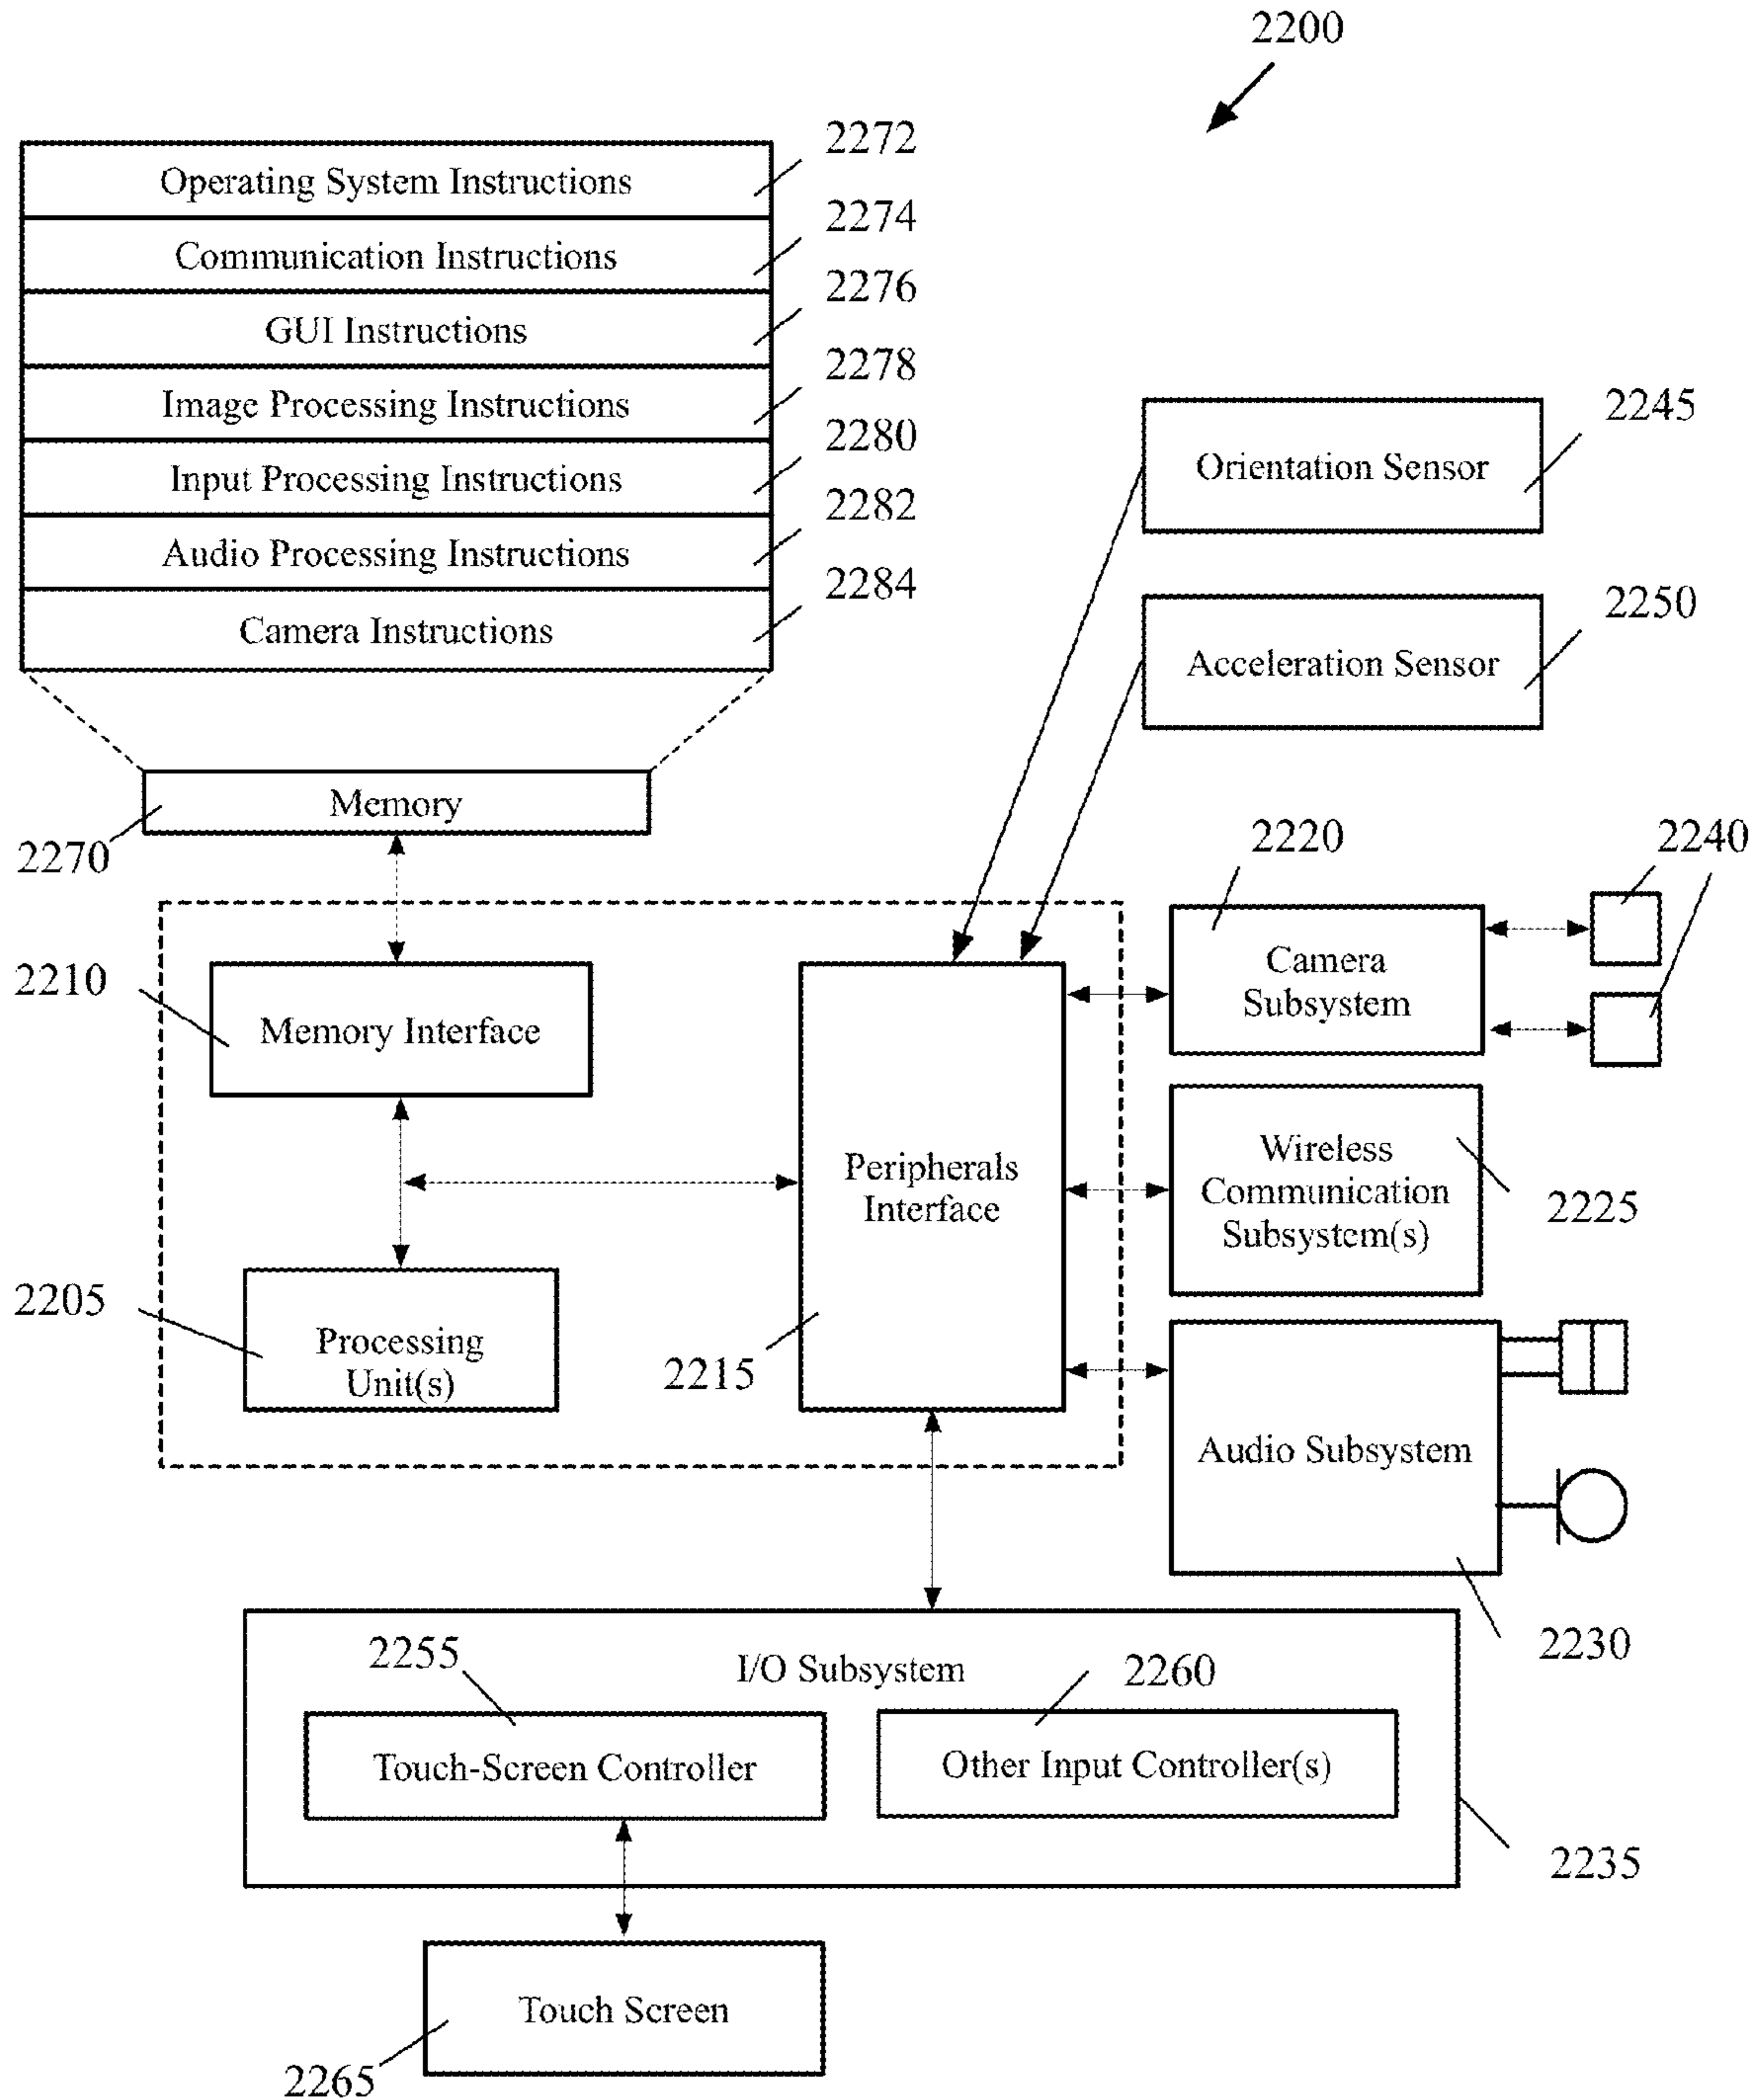 2200
2272
Operating System Instructions
2274
Communication Instructions
2276
GUI Instructions
2278
Image Processing Instructions
2280
Input Processing Instructions
2282
Audio Processing Instructions
2284
Camera Instructions
2245
Orientation Sensor
2250
Acceleration Sensor
Memory
2270
2220
2240
Camera
Subsystem
2210
Memory Interface
Peripherals
Interface
Wireless
Communication
Subsystem(s)
2225
2205
Processing
Unit(s)
2215
Audio Subsystem
2230
2255
I/O Subsystem
2260
Touch-Screen Controller
Other Input Controller(s)
2235
Touch Screen
2265